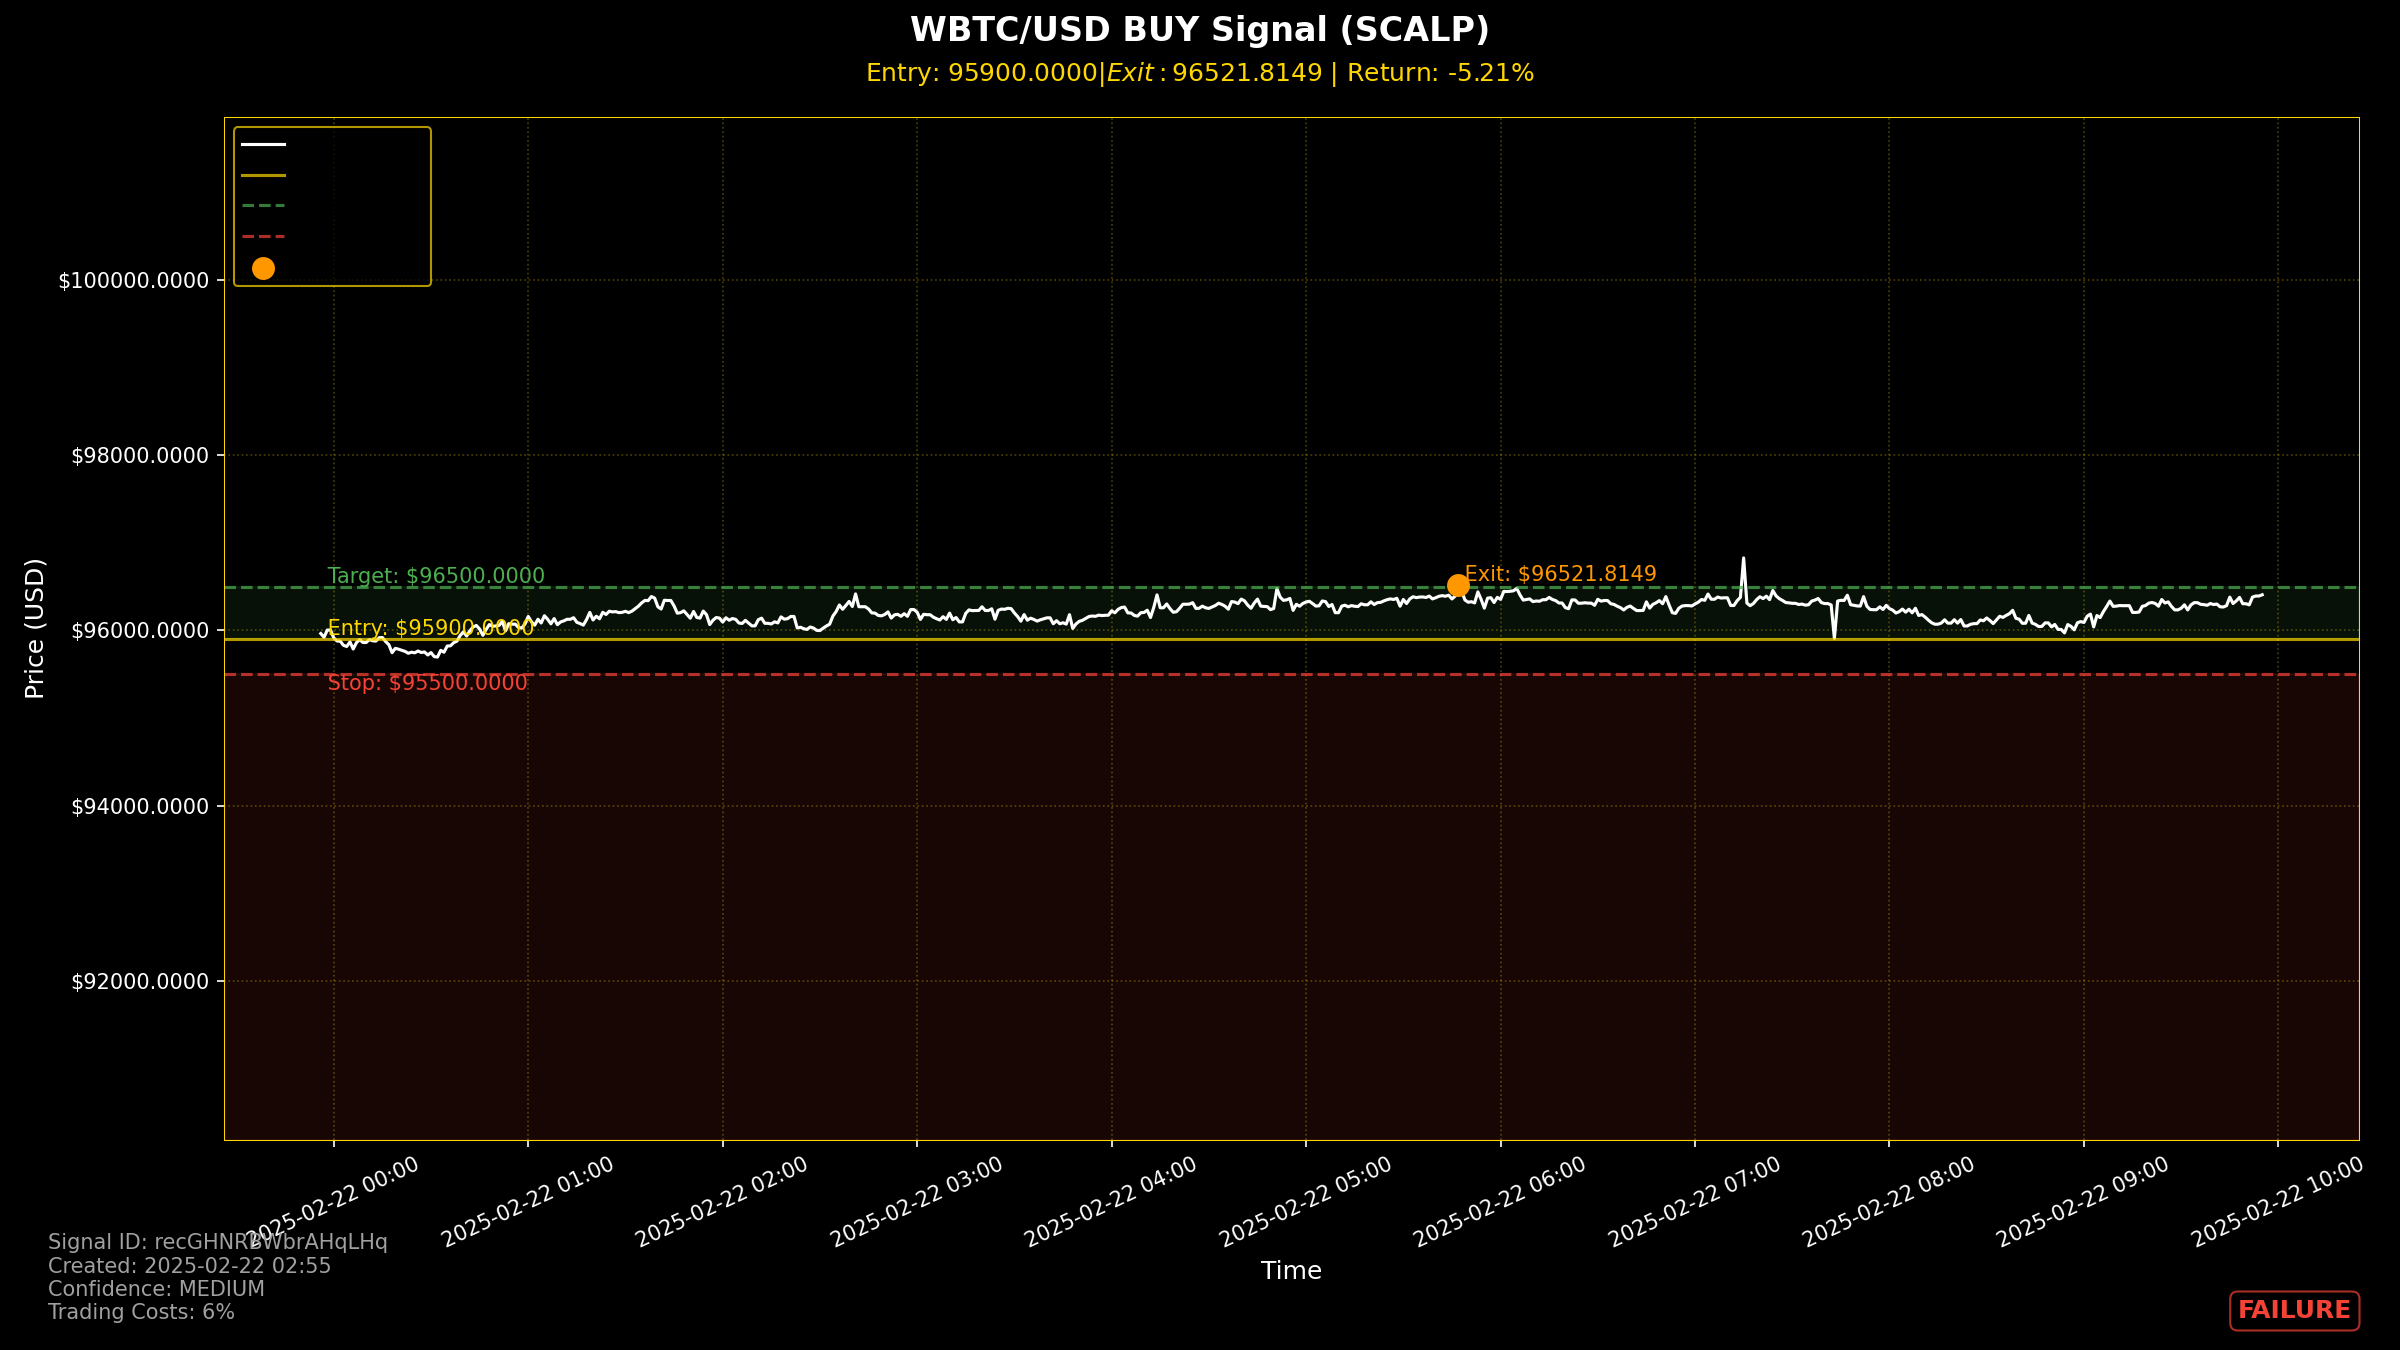 WBTC/USD BUY Signal (SCALP)
Entry: 95900.0000|Exit : 96521.8149 | Return: -5.21%
Price (USD)
$100000.0000
$98000.0000
$96000.0000
$94000.0000
$92000.0000
Target: $96500.0000
Exit: $96521.8149
Entry: $95900.0000
Stop: $95500.0000
2025-02-22 00:00
2025-02-22 01:00
2025-02-22 02:00
2025-02-22 03:00
2025-02-22 04:00
2025-02-22 05:00
2025-02-22 06:00
2025-02-22 07:00
2025-02-22 08:00
2025-02-22 09:00
2025-02-22 10:00
Time
Signal ID: recGHNRBWbrAHqLHq
Created: 2025-02-22 02:55
Confidence: MEDIUM
Trading Costs: 6%
FAILURE